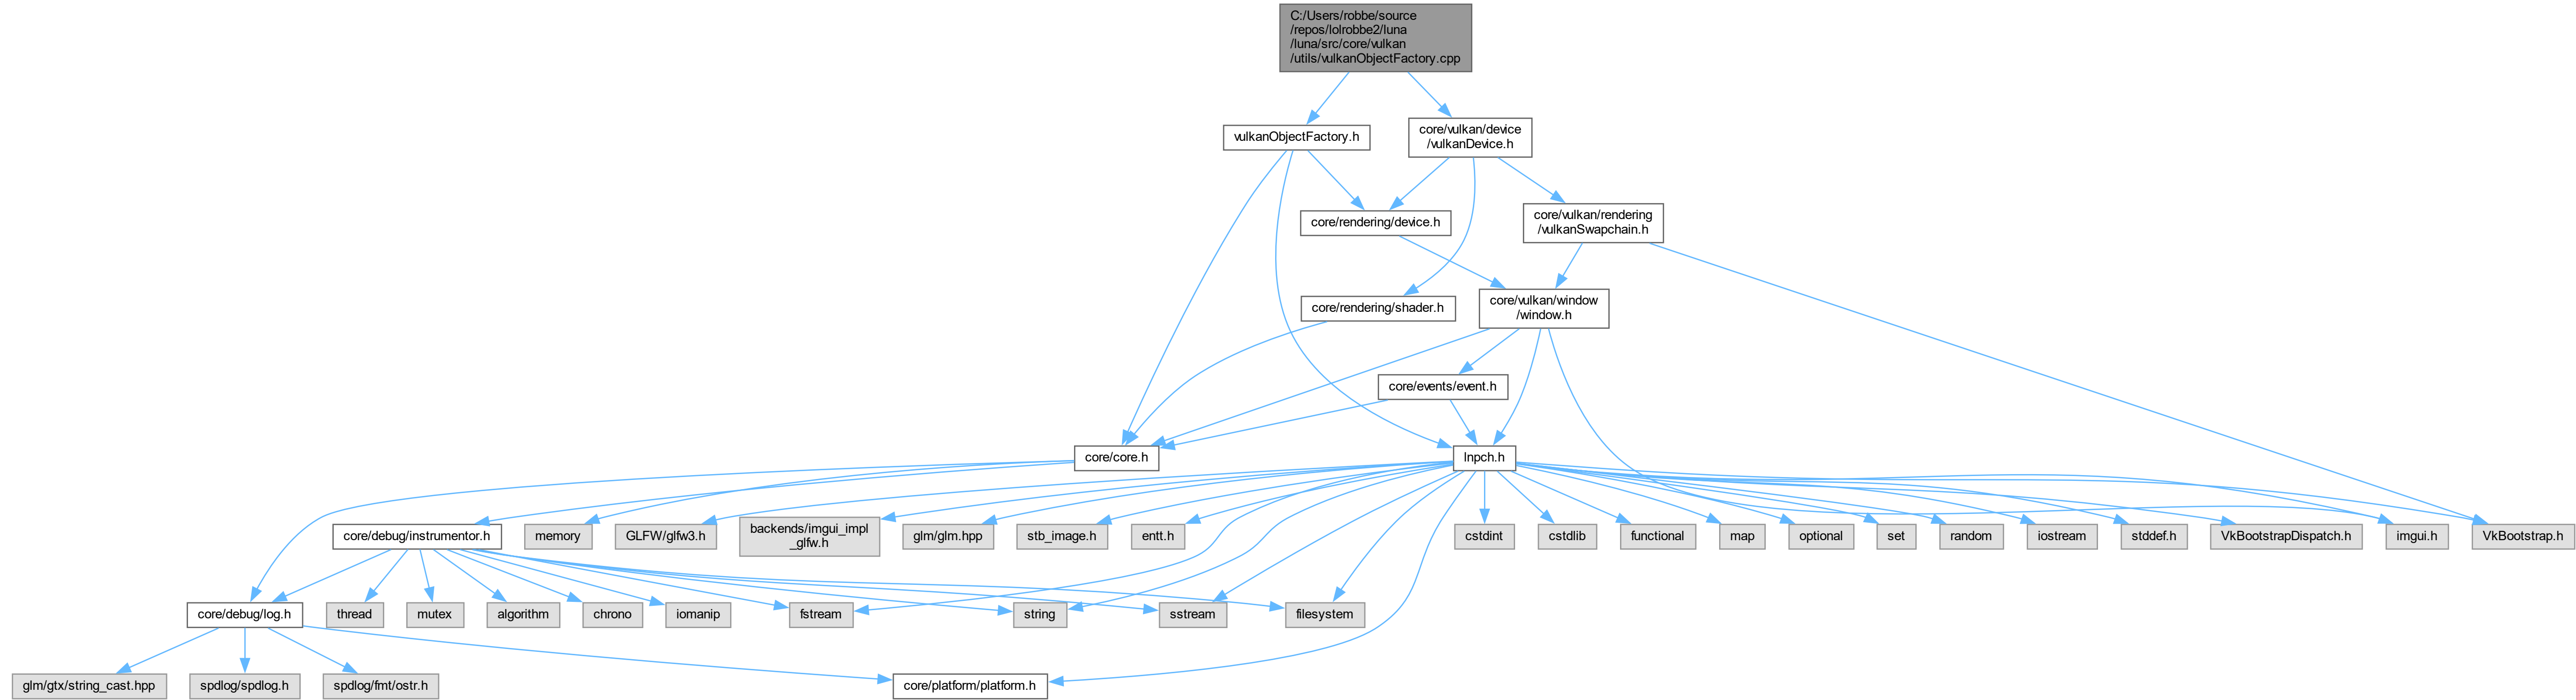 C:/Users/robbe/source
/repos/lolrobbe2/luna
/luna/src/core/vulkan
/utils/vulkanObjectFactory.cpp
vulkanObjectFactory.h
core/vulkan/device
/vulkanDevice.h
core/rendering/device.h
core/vulkan/rendering
/vulkanSwapchain.h
core/rendering/shader.h
core/vulkan/window
/window.h
core/events/event.h
core/core.h
lnpch.h
core/debug/instrumentor.h
memory
GLFW/glfw3.h
backends/imgui_impl
_glfw.h
glm/glm.hpp
stb_image.h
entt.h
cstdint
cstdlib
functional
map
optional
set
random
iostream
stddef.h
VkBootstrapDispatch.h
imgui.h
VkBootstrap.h
core/debug/log.h
thread
mutex
algorithm
chrono
iomanip
fstream
string
sstream
filesystem
glm/gtx/string_cast.hpp
spdlog/spdlog.h
spdlog/fmt/ostr.h
core/platform/platform.h